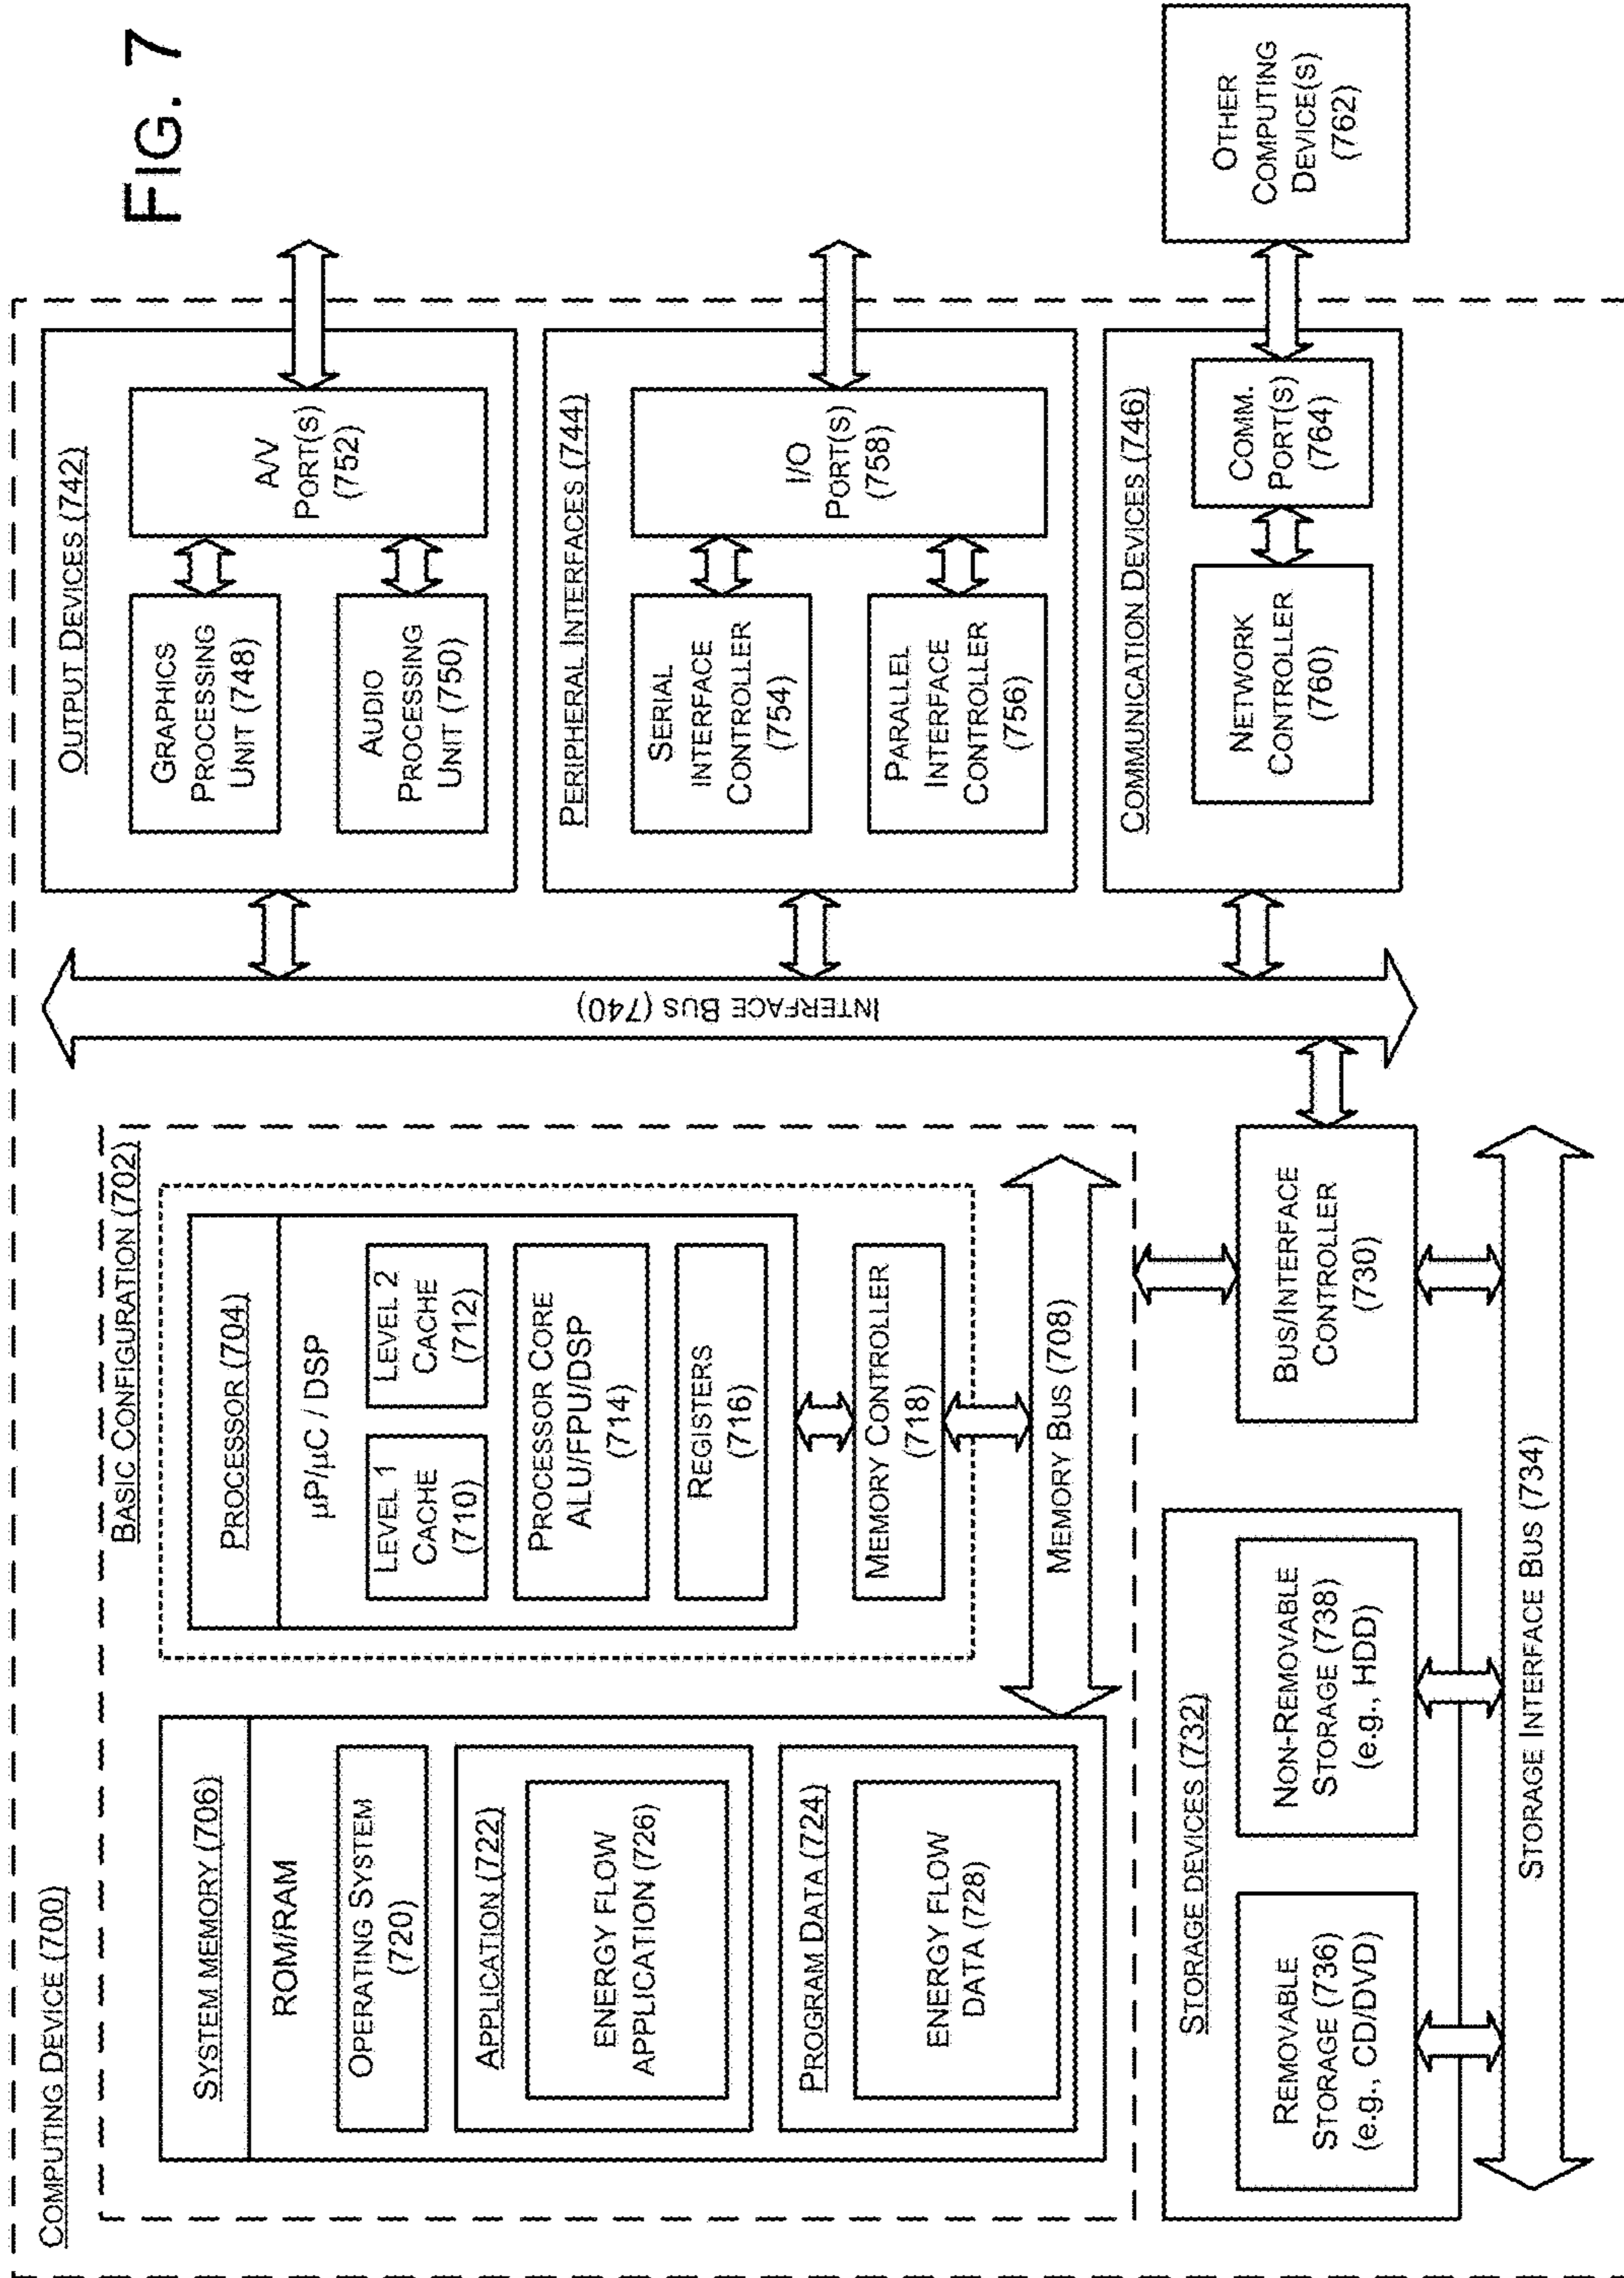 FIG. 7
COMPUTING DEVICE (700)
BASIC CONFIGURATION (702)
SYSTEM MEMORY (706)
ROM/RAM
OPERATING SYSTEM
(720)
APPLICATION (722)
ENERGY FLOW
APPLICATION (726)
PROGRAM DATA (724)
ENERGY FLOW
DATA (728)
PROCESSOR (704)
µP/µC / DSP
LEVEL 1
CACHE
(710)
LEVEL 2
CACHE
(712)
PROCESSOR CORE
ALU/FPU/DSP
(714)
REGISTERS
(716)
MEMORY CONTROLLER
(718)
MEMORY BUS (708)
BUS/INTERFACE
CONTROLLER
(730)
STORAGE DEVICES (732)
REMOVABLE
STORAGE (736)
(e.g., CD/DVD)
NON-REMOVABLE
STORAGE (738)
(e.g., HDD)
STORAGE INTERFACE BUS (734)
INTERFACE BUS (740)
OUTPUT DEVICES (742)
GRAPHICS
PROCESSING
UNIT (748)
AUDIO
PROCESSING
UNIT (750)
A/V
PORT(S)
(752)
PERIPHERAL INTERFACES (744)
SERIAL
INTERFACE
CONTROLLER
(754)
PARALLEL
INTERFACE
CONTROLLER
(756)
I/O
PORT(S)
(758)
COMMUNICATION DEVICES (746)
NETWORK
CONTROLLER
(760)
COMM.
PORT(S)
(764)
OTHER
COMPUTING
DEVICE(S)
(762)